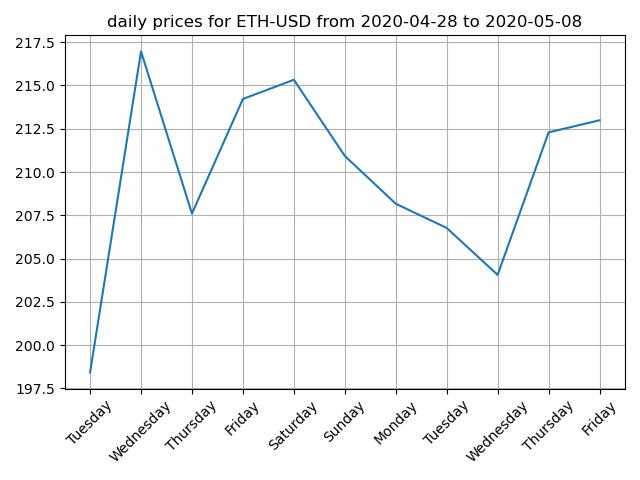 daily prices for ETH-USD from 2020-04-28 to 2020-05-08
217.5
215.0
212.5
210.0
207.5
205.0
202.5
200.0
197.5
Tuesday
Wednesday
Thursday
Friday
Saturday
Sunday
Monday
Tuesday
Wednesday
Thursday
Friday